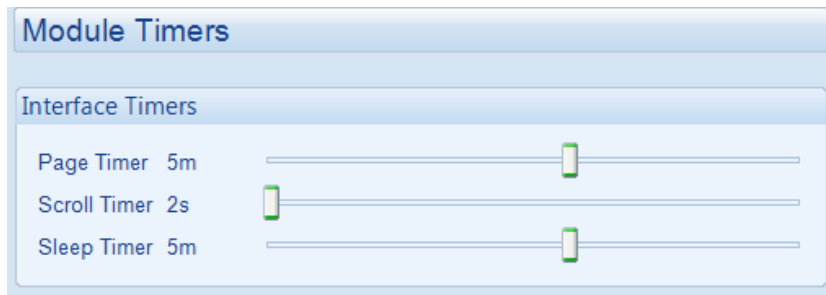 Module Timers
Interface Timers
Page Timer 5m
Scroll Timer 2s
Sleep Timer 5m